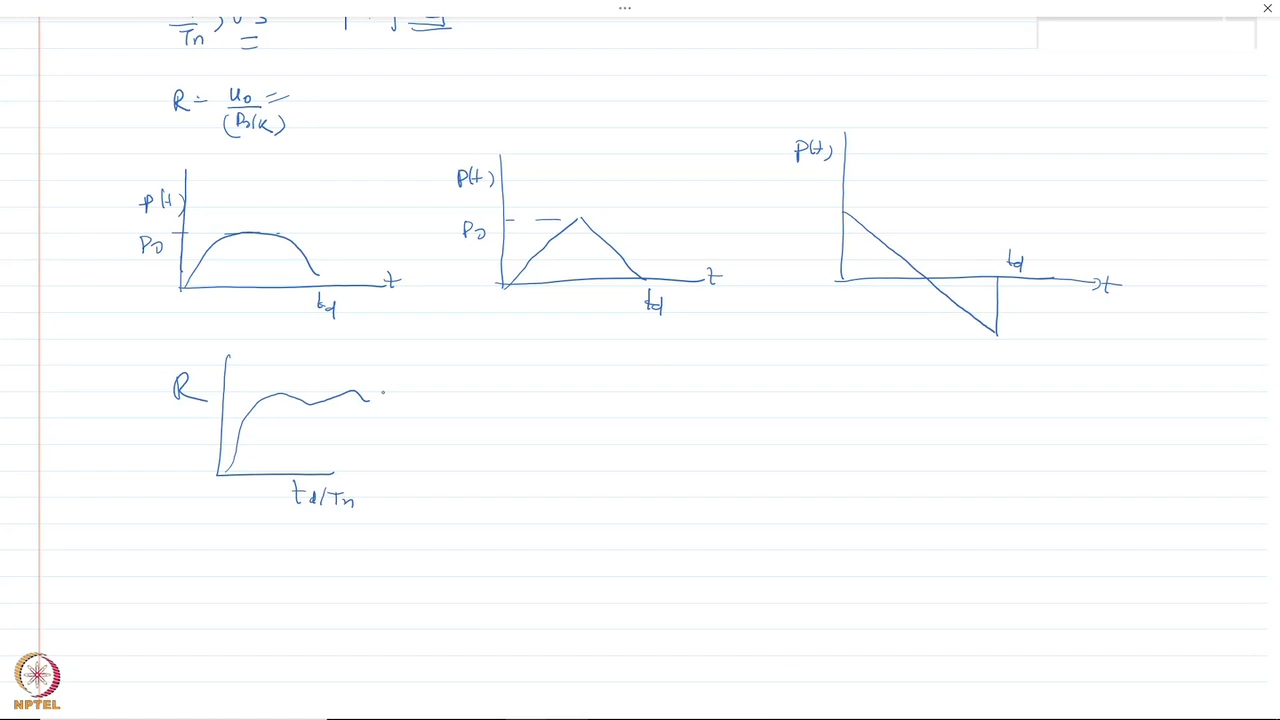 Tn
R = u₀ =
(P₀/K)
P(t)
P₀
t
td
P(t)
P₀
t
td
P(t)
td
t
R
td/Tn
NPTEL